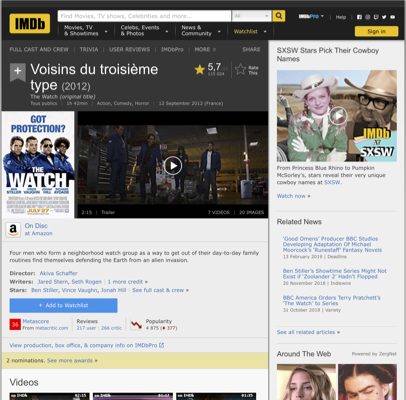 IMDb
Find Movies, TV shows, Celebrities and more...
All
IMDbPro
Help
Movies, TV
& Showtimes
Celebs, Events
& Photos
News &
Community
Watchlist
Sign in
FULL CAST AND CREW | TRIVIA | USER REVIEWS | IMDbPro | MORE
SHARE
Voisins du troisième
type (2012)
The Watch (original title)
Tous publics | 1h 42min | Action, Comedy, Horror | 12 September 2012 (France)
5,7
Rate
This
GOT
PROTECTION?
THE
WATCH
JULY 27
2:15 | Trailer
7 VIDEOS | 20 IMAGES
On Disc
at Amazon
Four men who form a neighborhood watch group as a way to get out of their day-to-day family
routines find themselves defending the Earth from an alien invasion.
Director: Akiva Schaffer
Writers: Jared Stern, Seth Rogen | 1 more credit »
Stars: Ben Stiller, Vince Vaughn, Jonah Hill | See full cast & crew »
+ Add to Watchlist
36
Metascore
From metacritic.com
Reviews
217 user | 266 critic
Popularity
4 875 (377)
View production, box office, & company info on IMDbPro
2 nominations. See more awards »
Videos
SXSW Stars Pick Their Cowboy
Names
IMDb
AT
SXSW
From Princess Blue Rhino to Pumpkin
McSorley's, stars reveal their very
unique cowboy names at SXSW.
Watch now »
Related News
'Good Omens' Producer BBC Studios
Developing Adaptation Of Michael
Moorcock's 'Runestaff' Fantasy Novels
13 February 2019 | Deadline
Ben Stiller's Showtime Series Might Not
Exist if 'Zoolander 2' Hadn't Flopped
20 November 2018 | Indiewire
BBC America Orders Terry Pratchett's
'The Watch' to Series
31 October 2018 | Variety
See all related articles »
Around The Web
Powered by ZergNet